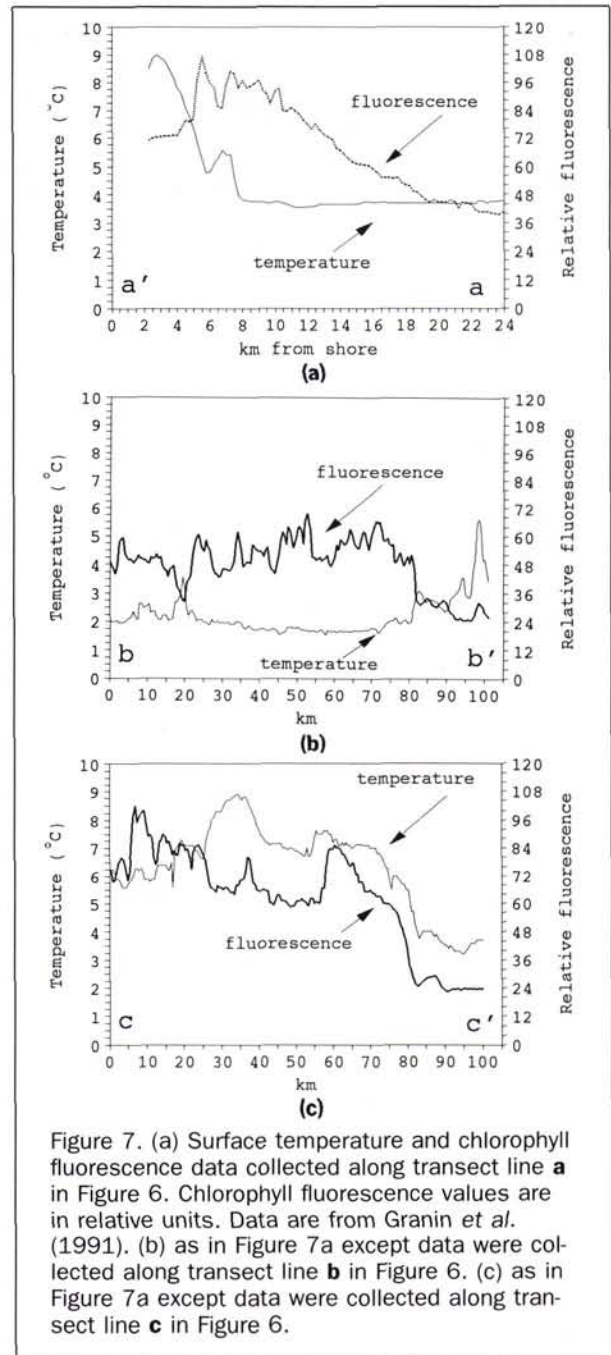 10
9
8
7
6
5
4
3
2
1
0
Temperature (°C)
120
108
96
84
72
60
48
36
24
12
0
Relative fluorescence
fluorescence
temperature
a' a
0 2 4 6 8 10 12 14 16 18 20 22 24
km from shore
(a)
10
9
8
7
6
5
4
3
2
1
0
Temperature (°C)
120
108
96
84
72
60
48
36
24
12
0
Relative fluorescence
fluorescence
temperature
b b'
0 10 20 30 40 50 60 70 80 90 100
km
(b)
10
9
8
7
6
5
4
3
2
1
0
Temperature (°C)
120
108
96
84
72
60
48
36
24
12
0
Relative fluorescence
temperature
fluorescence
c c'
0 10 20 30 40 50 60 70 80 90 100
km
(c)
Figure 7. (a) Surface temperature and chlorophyll
fluorescence data collected along transect line a
in Figure 6. Chlorophyll fluorescence values are
in relative units. Data are from Granin et al.
(1991). (b) as in Figure 7a except data were col-
lected along transect line b in Figure 6. (c) as in
Figure 7a except data were collected along tran-
sect line c in Figure 6.